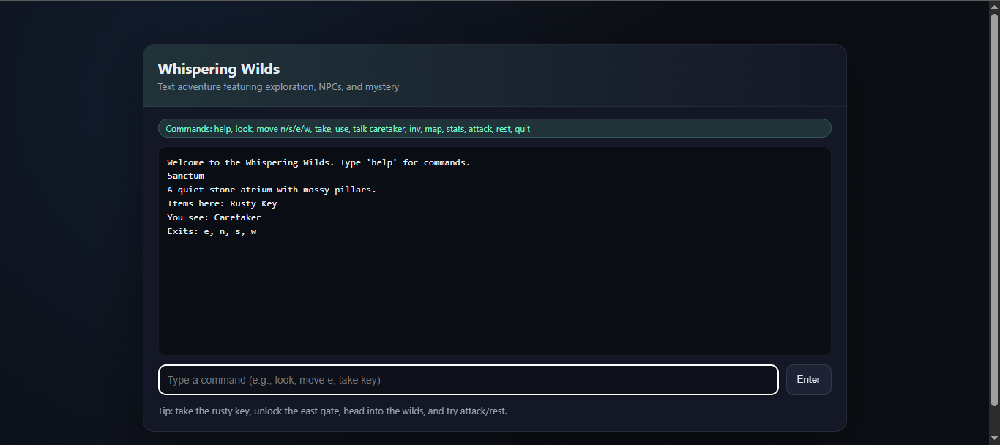 Whispering Wilds
Text adventure featuring exploration, NPCs, and mystery
Commands: help, look, move n/s/e/w, take, use, talk caretaker, inv, map, stats, attack, rest, quit
Welcome to the Whispering Wilds. Type 'help' for commands.
Sanctum
A quiet stone atrium with mossy pillars.
Items here: Rusty Key
You see: Caretaker
Exits: e, n, s, w
Type a command (e.g., look, move e, take key)
Enter
Tip: take the rusty key, unlock the east gate, head into the wilds, and try attack/rest.